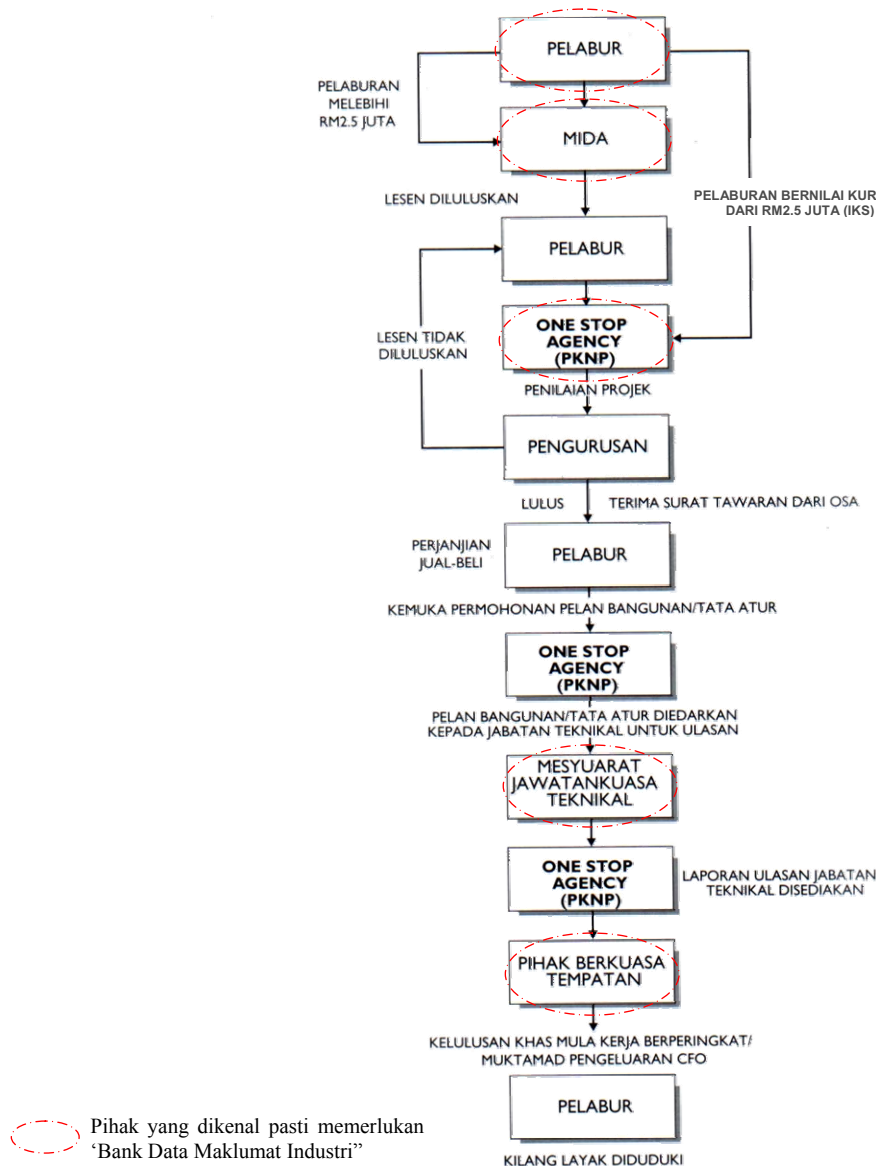 PELABUR
PELABURAN
MELEBIHI
RM2.5 JUTA
MIDA
LESEN DILULUSKAN
PELABURAN BERNILAI KUR
DARI RM2.5 JUTA (IKS)
PELABUR
LESEN TIDAK
DILULUSKAN
ONE STOP
AGENCY
(PKNP)
PENILAIAN PROJEK
PENGURUSAN
LULUS
TERIMA SURAT TAWARAN DARI OSA
PERJANJIAN
JUAL-BELI
PELABUR
KEMUKA PERMOHONAN PELAN BANGUNAN/TATA ATUR
ONE STOP
AGENCY
(PKNP)
PELAN BANGUNAN/TATA ATUR DIEDARKAN
KEPADA JABATAN TEKNIKAL UNTUK ULASAN
MESYUARAT
JAWATANKUASA
TEKNIKAL
ONE STOP
AGENCY
(PKNP)
LAPORAN ULASAN JABATAN
TEKNIKAL DISEDIAKAN
PIHAK BERKUASA
TEMPATAN
KELULUSAN KHAS MULA KERJA BERPERINGKAT/
MUKTAMAD PENGELUARAN CFO
PELABUR
KILANG LAYAK DIDUDUKI
Pihak yang dikenal pasti memerlukan
‘Bank Data Maklumat Industri”